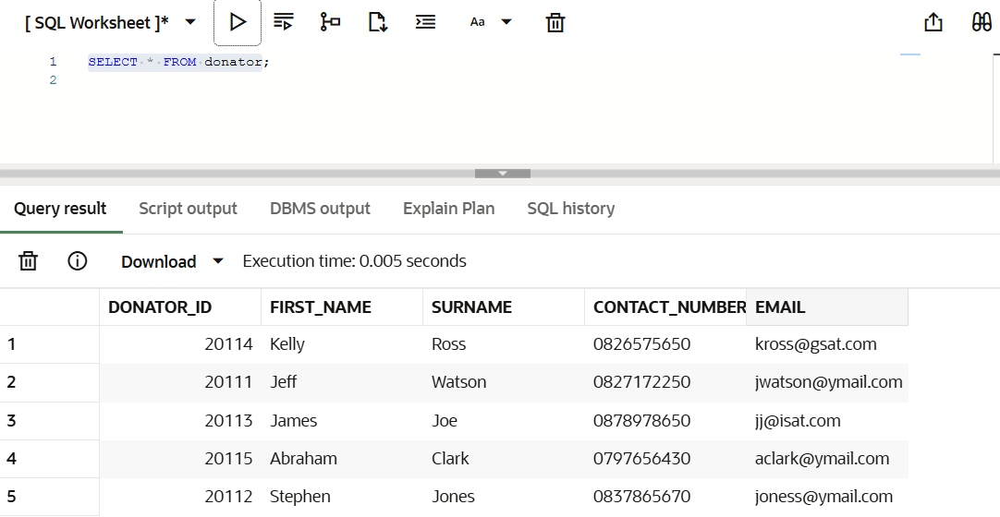 [ SQL Worksheet ]* Aa
1 SELECT * FROM donator;
2
Query result Script output DBMS output Explain Plan SQL history
Download Execution time: 0.005 seconds
DONATOR_ID FIRST_NAME SURNAME CONTACT_NUMBER EMAIL
1 20114 Kelly Ross 0826575650 kross@gsat.com
2 20111 Jeff Watson 0827172250 jwatson@ymail.com
3 20113 James Joe 0878978650 jj@isat.com
4 20115 Abraham Clark 0797656430 aclark@ymail.com
5 20112 Stephen Jones 0837865670 joness@ymail.com